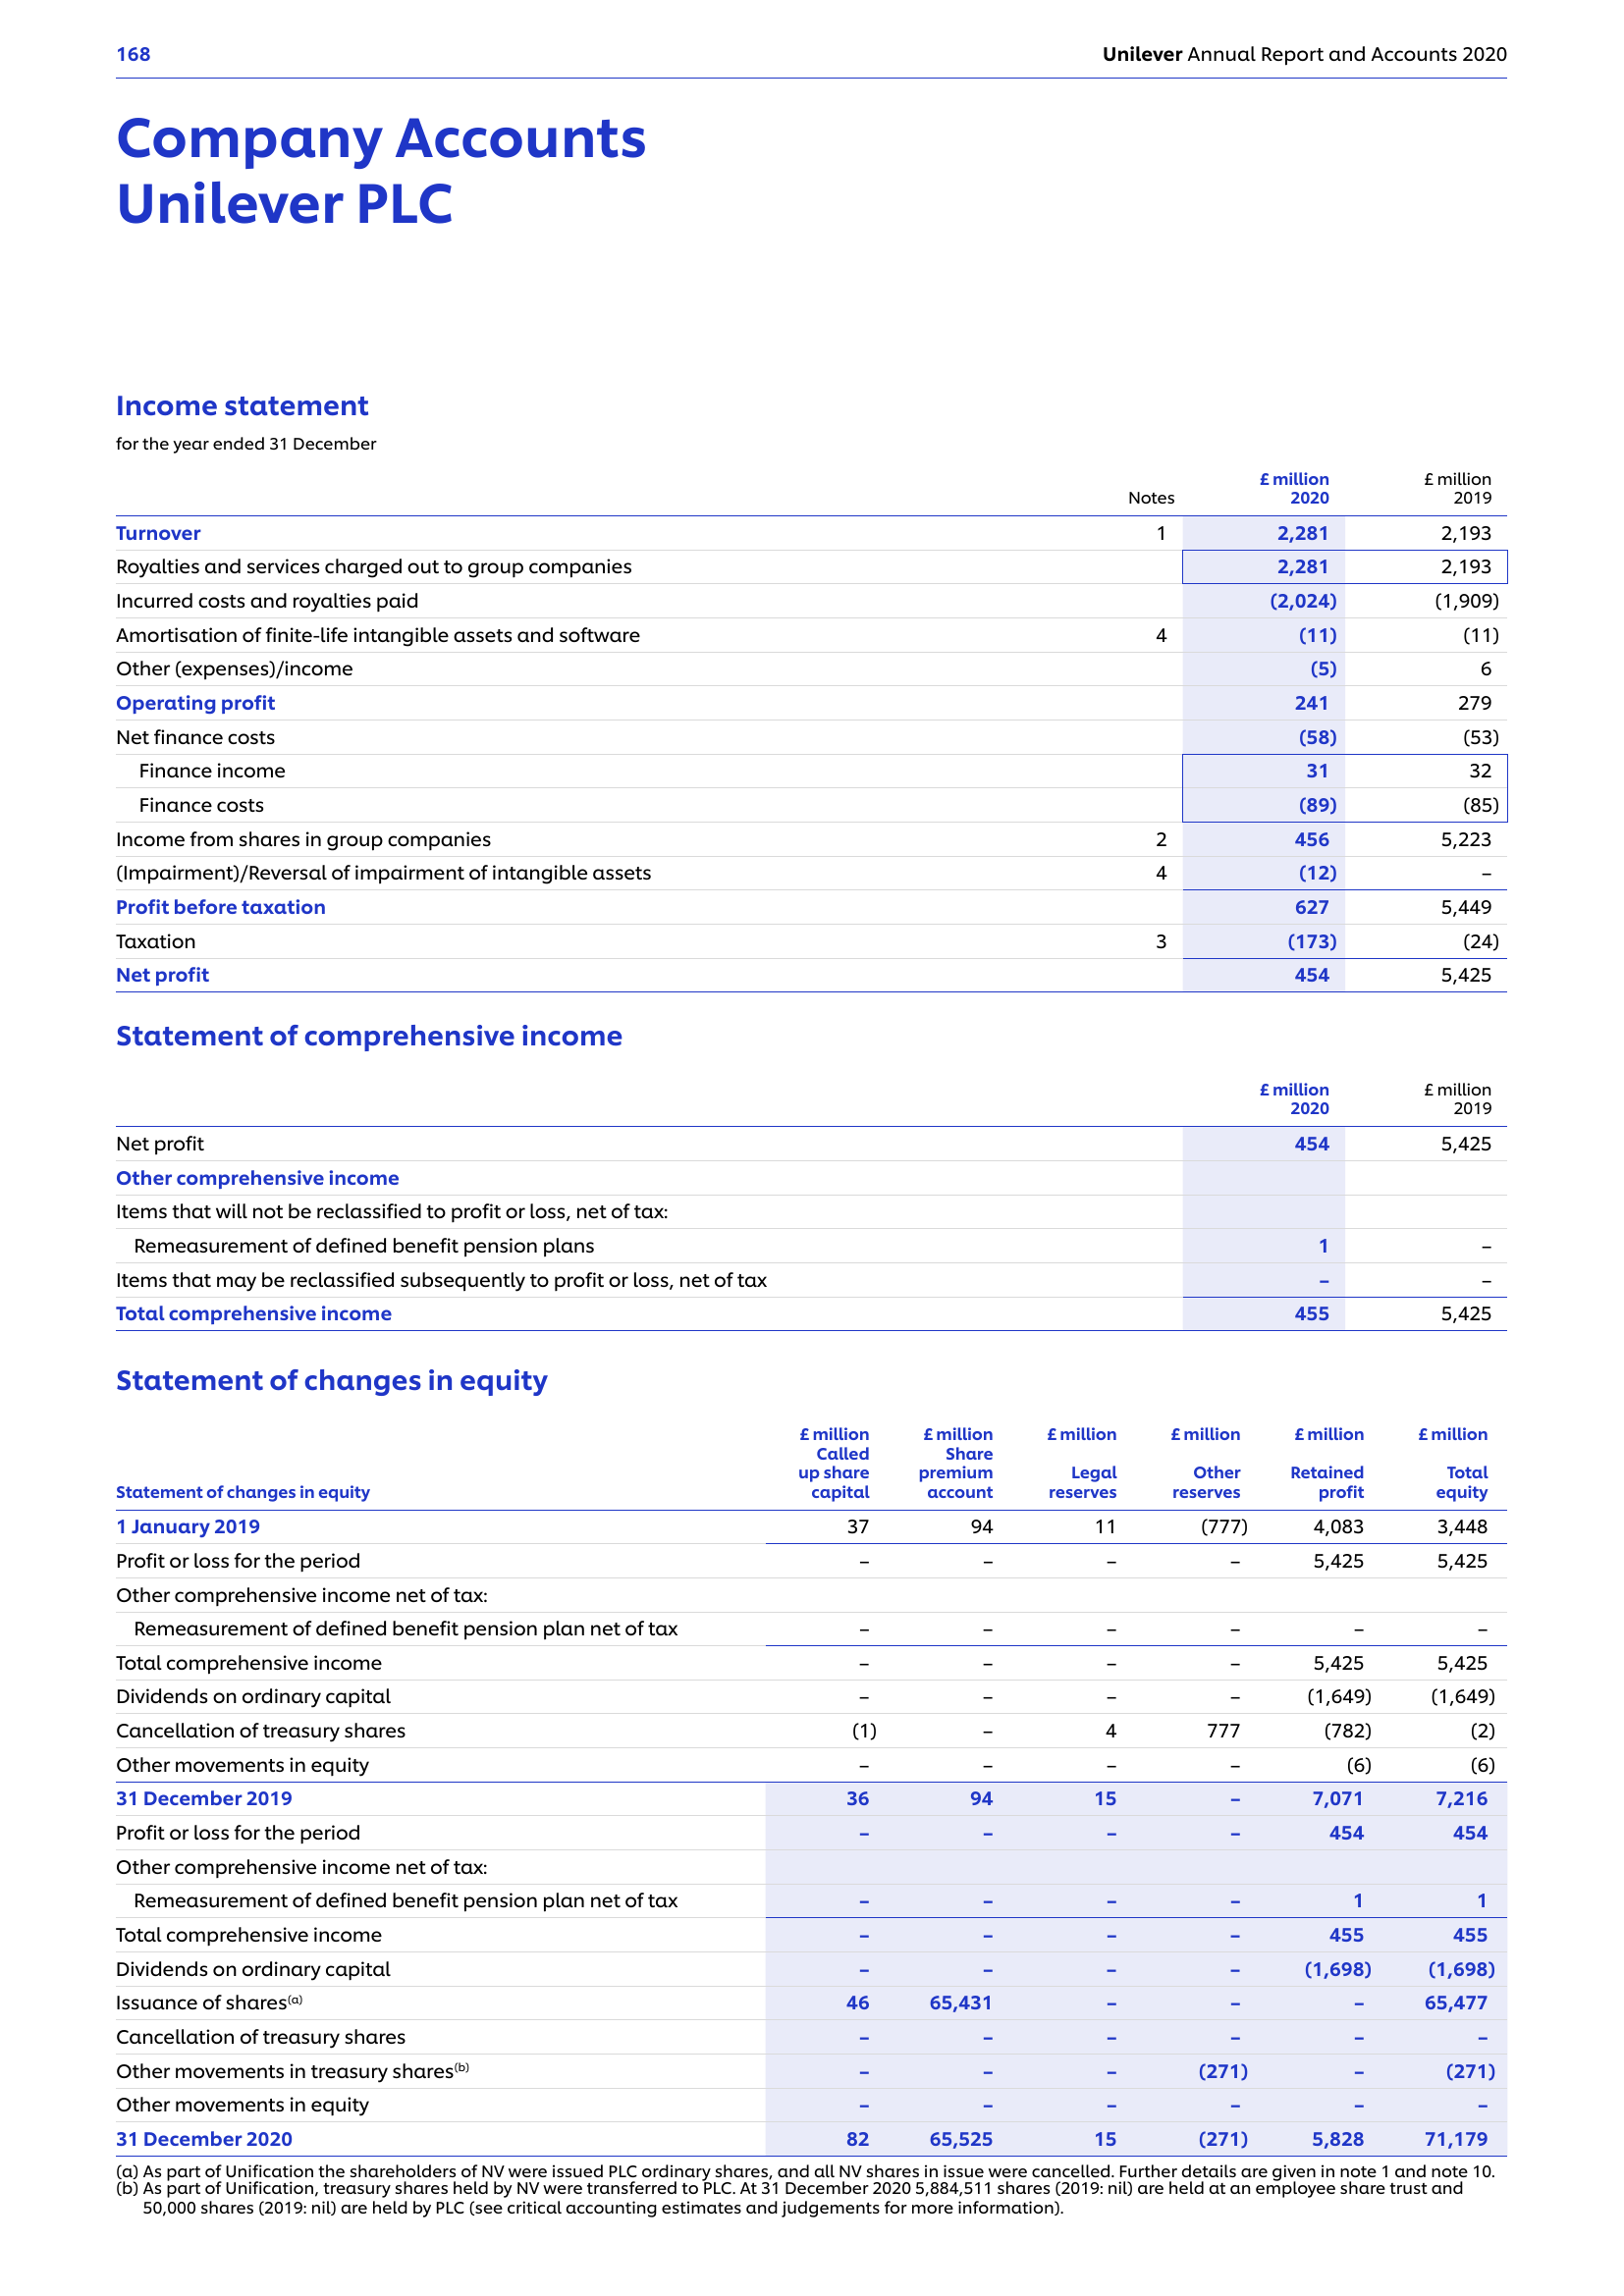 168
Unilever Annual Report and Accounts 2020
Company Accounts
Unilever PLC
Income statement
for the year ended 31 December
£ million £ million
Notes 2020 2019
Turnover 1 2,281 2,193
Royalties and services charged out to group companies 2,281 2,193
Incurred costs and royalties paid (2,024) (1,909)
Amortisation of finite-life intangible assets and software 4 (11) (11)
Other (expenses)/income (5) 6
Operating profit 241 279
Net finance costs (58) (53)
Finance income 31 32
Finance costs (89) (85)
Income from shares in group companies 2 456 5,223
(Impairment)/Reversal of impairment of intangible assets 4 (12) –
Profit before taxation 627 5,449
Taxation 3 (173) (24)
Net profit 454 5,425
Statement of comprehensive income
£ million £ million
2020 2019
Net profit 454 5,425
Other comprehensive income
Items that will not be reclassified to profit or loss, net of tax:
Remeasurement of defined benefit pension plans 1 –
Items that may be reclassified subsequently to profit or loss, net of tax – –
Total comprehensive income 455 5,425
Statement of changes in equity
£ million £ million £ million £ million £ million £ million
Called Share
up share premium Legal Other Retained Total
Statement of changes in equity capital account reserves reserves profit equity
1 January 2019 37 94 11 (777) 4,083 3,448
Profit or loss for the period – – – – 5,425 5,425
Other comprehensive income net of tax:
Remeasurement of defined benefit pension plan net of tax – – – – – –
Total comprehensive income – – – – 5,425 5,425
Dividends on ordinary capital – – – – (1,649) (1,649)
Cancellation of treasury shares (1) – 4 777 (782) (2)
Other movements in equity – – – – (6) (6)
31 December 2019 36 94 15 – 7,071 7,216
Profit or loss for the period – – – – 454 454
Other comprehensive income net of tax:
Remeasurement of defined benefit pension plan net of tax – – – – 1 1
Total comprehensive income – – – – 455 455
Dividends on ordinary capital – – – – (1,698) (1,698)
Issuance of shares(a) 46 65,431 – – – 65,477
Cancellation of treasury shares – – – – – –
Other movements in treasury shares(b) – – – (271) – (271)
Other movements in equity – – – – – –
31 December 2020 82 65,525 15 (271) 5,828 71,179
(a) As part of Unification the shareholders of NV were issued PLC ordinary shares, and all NV shares in issue were cancelled. Further details are given in note 1 and note 10.
(b) As part of Unification, treasury shares held by NV were transferred to PLC. At 31 December 2020 5,884,511 shares (2019: nil) are held at an employee share trust and
50,000 shares (2019: nil) are held by PLC (see critical accounting estimates and judgements for more information).